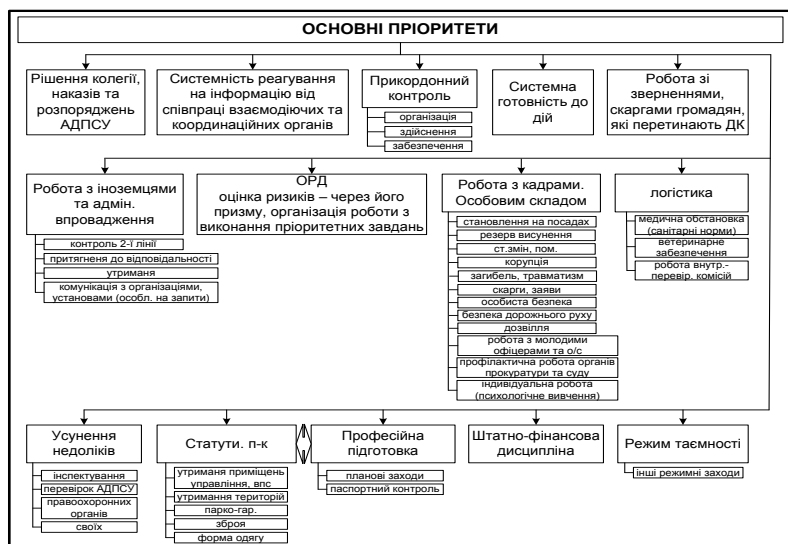 ОСНОВНІ ПРІОРИТЕТИ
Рішення колегії,
наказів та
розпоряджень
АДПСУ
Системність реагування
на інформацію від
співпраці взаємодіючих та
координаційних органів
Прикордонний
контроль
організація
здійснення
забезпечення
Системна
готовність до
дій
Робота зі
зверненнями,
скаргами громадян,
які перетинають ДК
Робота з іноземцями
та адмін.
впровадження
контроль 2-ї лінії
притягненя до відповідальності
утриманя
комунікація з організаціями,
установами (особл. на запити)
ОРД
оцінка ризиків – через його
призму, організація роботи з
виконання пріоритетних завдань
Робота з кадрами.
Особовим складом
становлення на посадах
резерв висунення
ст.змін, пом.
корупція
загибель, травматизм
скарги, заяви
особиста безпека
безпека дорожнього руху
дозвілля
робота з молодими
офіцерами та о/с
профілактична робота органів
прокуратури та суду
індивідуальна робота
(психологічне вивчення)
логістика
медична обстановка
(санітарні норми)
ветеринарне
забезпечення
робота внутр.-
перевір. комісій
Усунення
недоліків
інспектування
перевірок АДПСУ
правоохоронних
органів
своїх
Статути. п-к
утриманя приміщень
управління, впс
утримання територій
парко-гар.
зброя
форма одягу
Професійна
підготовка
планові заходи
паспортний контроль
Штатно-фінансова
дисципліна
Режим таємності
інші режимні заходи